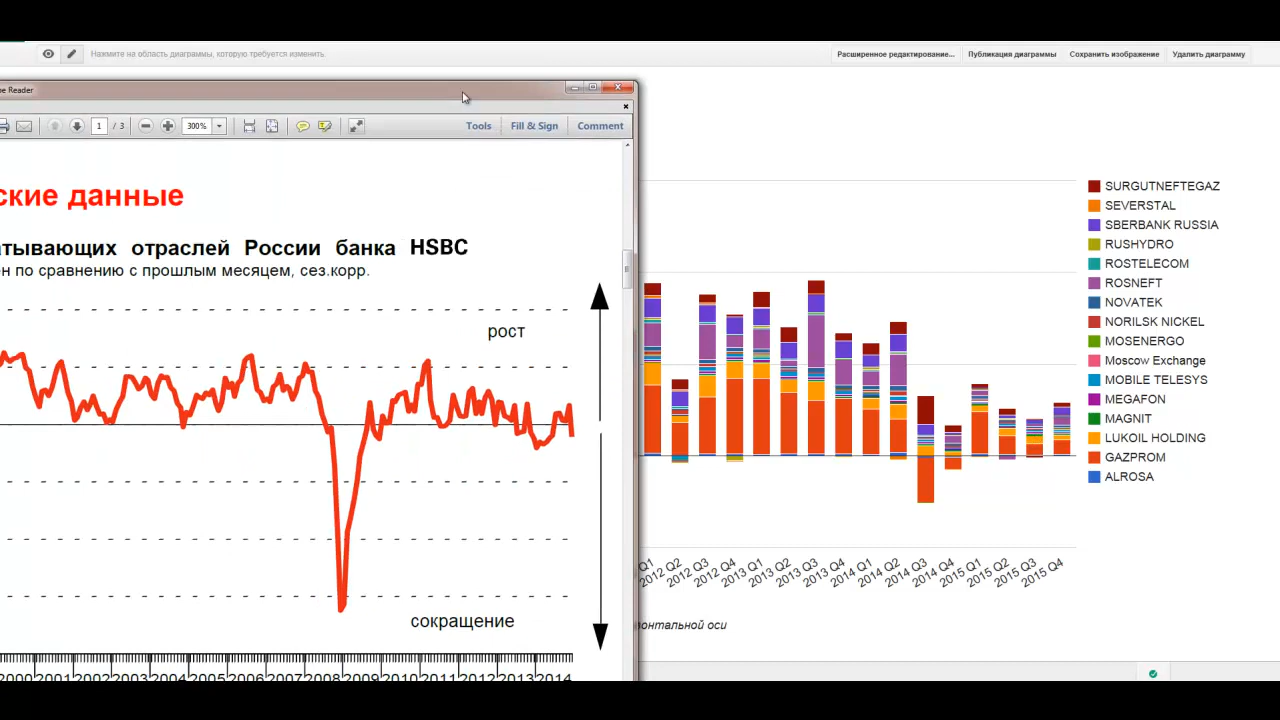 Нажмите на область диаграммы, которую требуется изменить.
Расширенное редактирование...
Публикация диаграммы
Сохранить изображение
Удалить диаграмму
Reader
1 / 3
300%
Tools
Fill & Sign
Comment
ские данные
атывающих отраслей России банка HSBC
ен по сравнению с прошлым месяцем, сез.корр.
рост
сокращение
2000 2001 2002 2003 2004 2005 2006 2007 2008 2009 2010 2011 2012 2013 2014
SURGUTNEFTEGAZ
SEVERSTAL
SBERBANK RUSSIA
RUSHYDRO
ROSTELECOM
ROSNEFT
NOVATEK
NORILSK NICKEL
MOSENERGO
Moscow Exchange
MOBILE TELESYS
MEGAFON
MAGNIT
LUKOIL HOLDING
GAZPROM
ALROSA
Q1
2012 Q2
2012 Q3
2012 Q4
2013 Q1
2013 Q2
2013 Q3
2013 Q4
2014 Q1
2014 Q2
2014 Q3
2014 Q4
2015 Q1
2015 Q2
2015 Q3
2015 Q4
онтальной оси